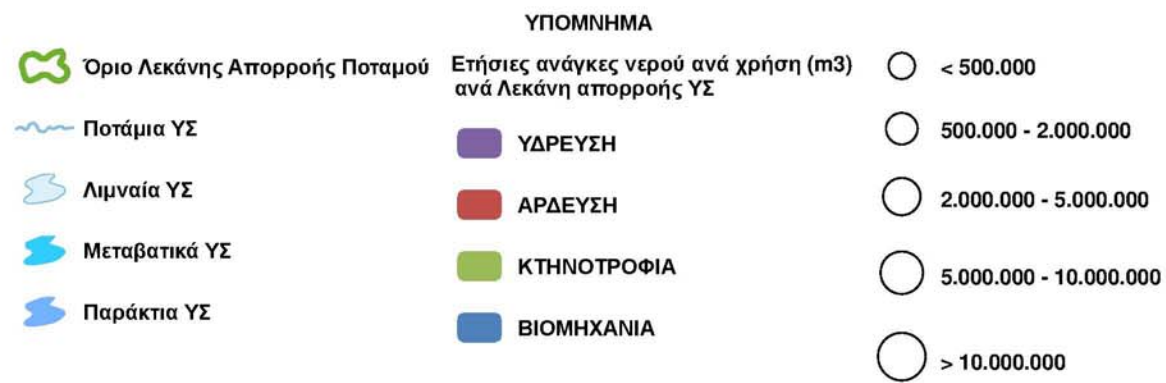 ΥΠΟΜΝΗΜΑ
Όριο Λεκάνης Απορροής Ποταμού
Ποτάμια ΥΣ
Λιμναία ΥΣ
Μεταβατικά ΥΣ
Παράκτια ΥΣ
Ετήσιες ανάγκες νερού ανά χρήση (m3)
ανά Λεκάνη απορροής ΥΣ
ΥΔΡΕΥΣΗ
ΑΡΔΕΥΣΗ
ΚΤΗΝΟΤΡΟΦΙΑ
ΒΙΟΜΗΧΑΝΙΑ
< 500.000
500.000 - 2.000.000
2.000.000 - 5.000.000
5.000.000 - 10.000.000
> 10.000.000